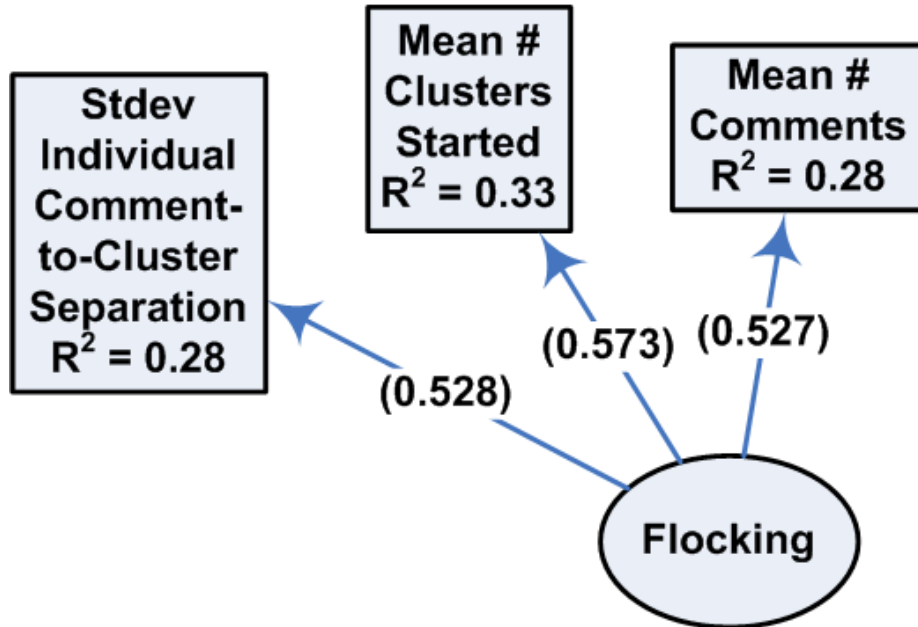 Stdev
Individual
Comment-
to-Cluster
Separation
R² = 0.28
Mean #
Clusters
Started
R² = 0.33
Mean #
Comments
R² = 0.28
(0.528)
(0.573)
(0.527)
Flocking